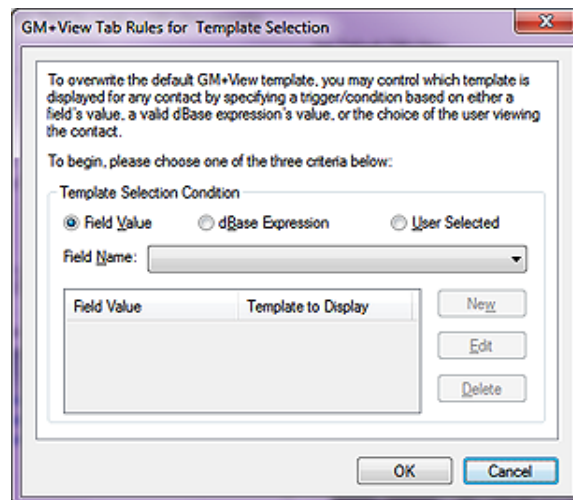 GM+View Tab Rules for  Template Selection
To overwrite the default GM+View template, you may control which template is
displayed for any contact by specifying a trigger/condition based on either a
field's value, a valid dBase expression's value, or the choice of the user viewing
the contact.
To begin, please choose one of the three criteria below:
Template Selection Condition
Field Value dBase Expression User Selected
Field Name:
Field Value Template to Display New
Edit
Delete
OK Cancel